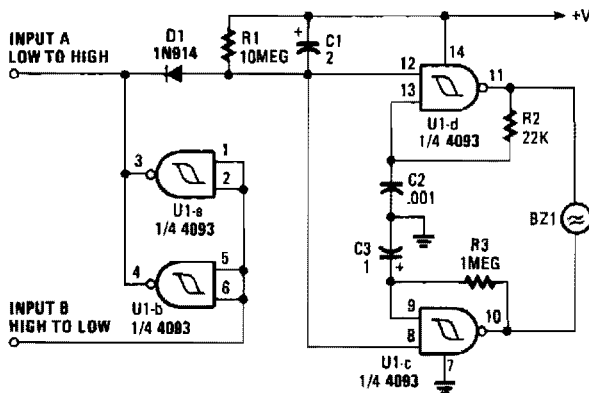 +V
INPUT A
LOW TO HIGH
D1
1N914
R1
10MEG
+
C1
2
14
12
13
11
U1-d
1/4 4093
R2
22K
3
1
2
U1-a
1/4 4093
C2
.001
BZ1
C3
1
+
R3
1MEG
4
5
6
U1-b
1/4 4093
INPUT B
HIGH TO LOW
9
8
10
7
U1-c
1/4 4093